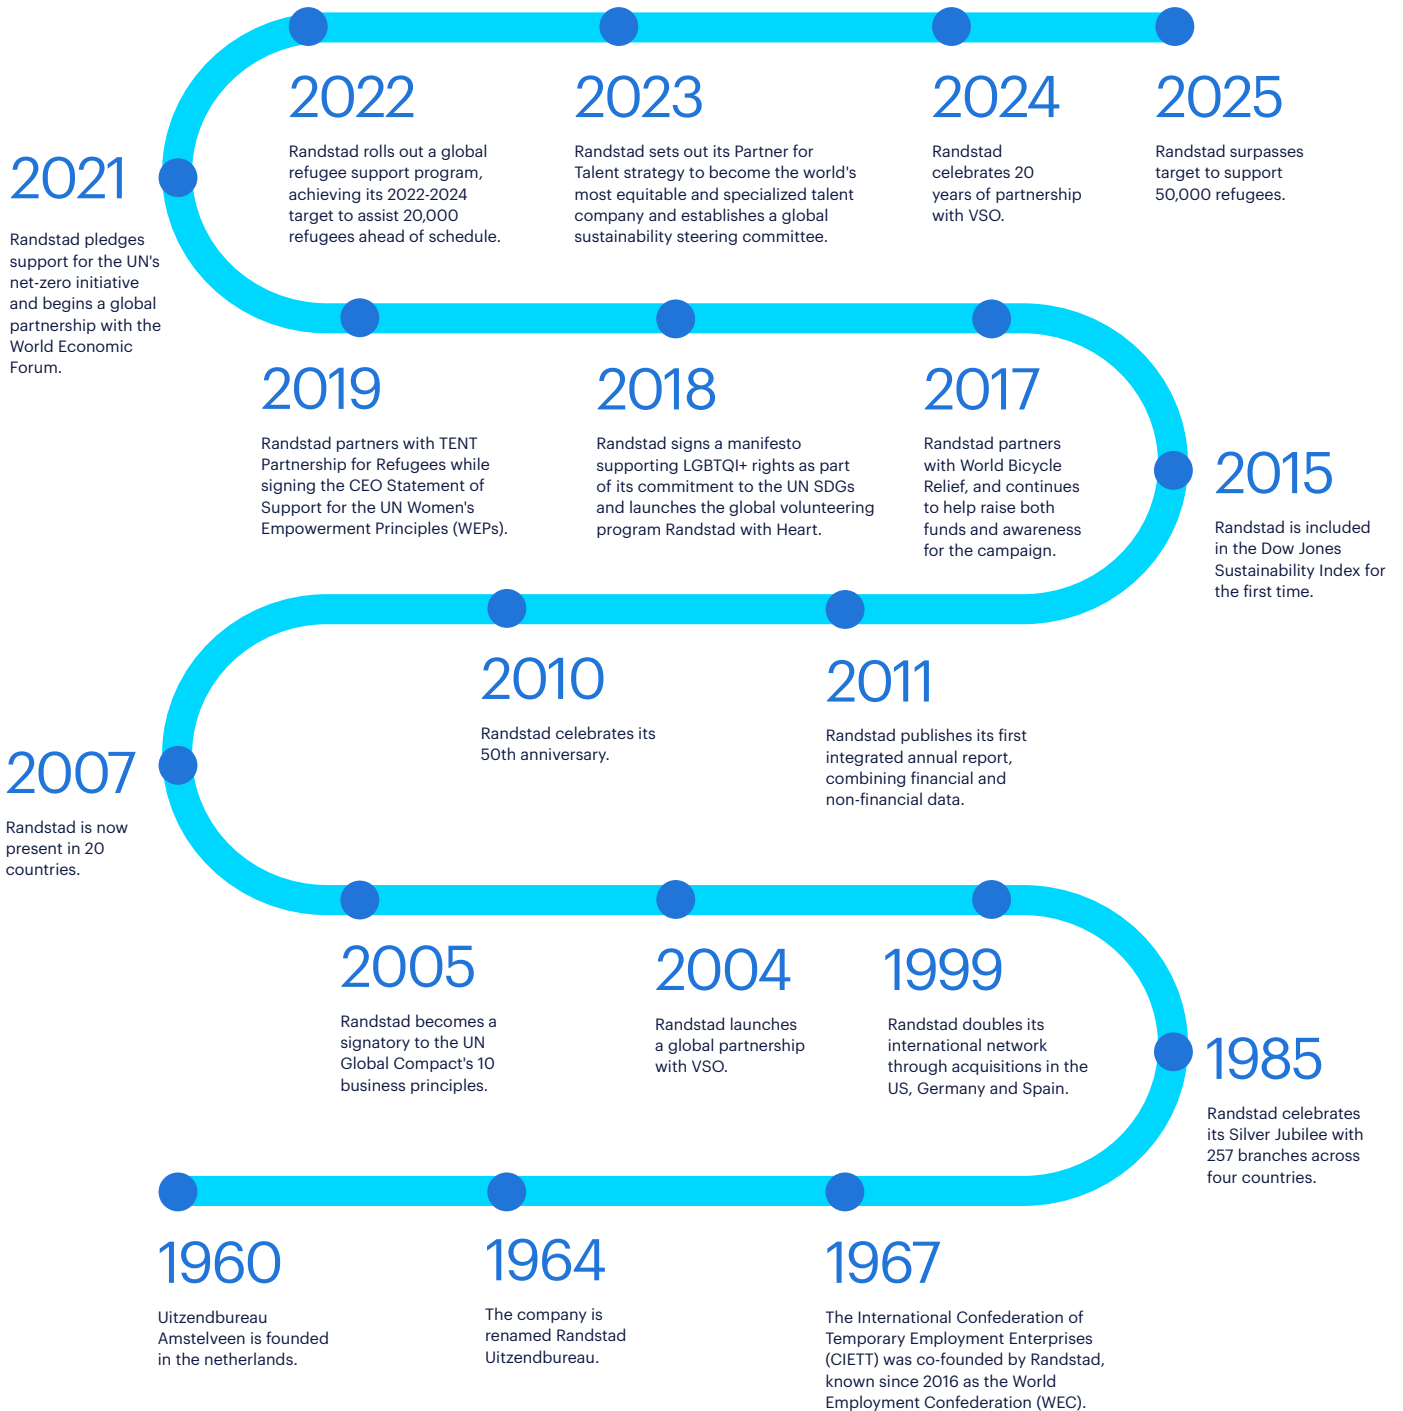 2022
Randstad rolls out a global
refugee support program,
achieving its 2022-2024
target to assist 20,000
refugees ahead of schedule.
2023
Randstad sets out its Partner for
Talent strategy to become the world's
most equitable and specialized talent
company and establishes a global
sustainability steering committee.
2024
Randstad
celebrates 20
years of partnership
with VSO.
2025
Randstad surpasses
target to support
50,000 refugees.
2021
Randstad pledges
support for the UN's
net-zero initiative
and begins a global
partnership with the
World Economic
Forum.
2019
Randstad partners with TENT
Partnership for Refugees while
signing the CEO Statement of
Support for the UN Women's
Empowerment Principles (WEPs).
2018
Randstad signs a manifesto
supporting LGBTQI+ rights as part
of its commitment to the UN SDGs
and launches the global volunteering
program Randstad with Heart.
2017
Randstad partners
with World Bicycle
Relief, and continues
to help raise both
funds and awareness
for the campaign.
2015
Randstad is included
in the Dow Jones
Sustainability Index for
the first time.
2010
Randstad celebrates its
50th anniversary.
2011
Randstad publishes its first
integrated annual report,
combining financial and
non-financial data.
2007
Randstad is now
present in 20
countries.
2005
Randstad becomes a
signatory to the UN
Global Compact's 10
business principles.
2004
Randstad launches
a global partnership
with VSO.
1999
Randstad doubles its
international network
through acquisitions in the
US, Germany and Spain.
1985
Randstad celebrates
its Silver Jubilee with
257 branches across
four countries.
1960
Uitzendbureau
Amstelveen is founded
in the netherlands.
1964
The company is
renamed Randstad
Uitzendbureau.
1967
The International Confederation of
Temporary Employment Enterprises
(CIETT) was co-founded by Randstad,
known since 2016 as the World
Employment Confederation (WEC).